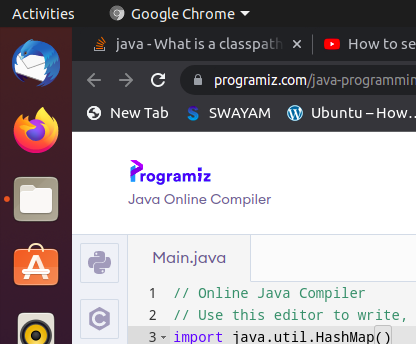 Activities Google Chrome
java - What is a classpath How to se
programiz.com/java-programmin
New Tab S SWAYAM Ubuntu – How...
Programiz
Java Online Compiler
Main.java
1 // Online Java Compiler
2 // Use this editor to write,
3 import java.util.HashMap()